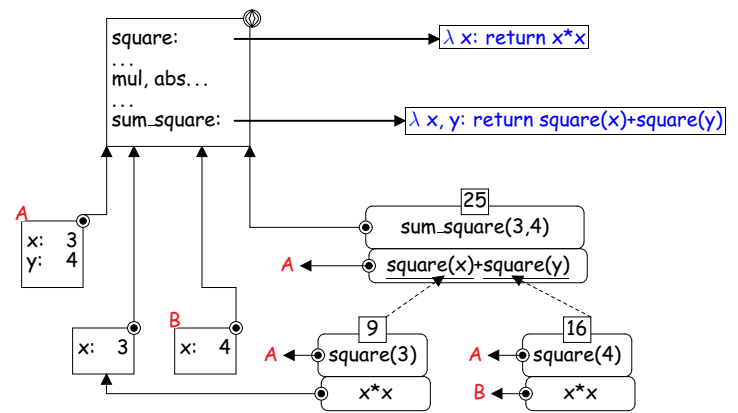 square:
λ x: return x*x
...
mul, abs...
...
sum_square:
λ x, y: return square(x)+square(y)
A
x: 3
y: 4
25
sum_square(3,4)
A
square(x)+square(y)
x: 3
B
x: 4
9
A
square(3)
x*x
16
A
square(4)
B
x*x